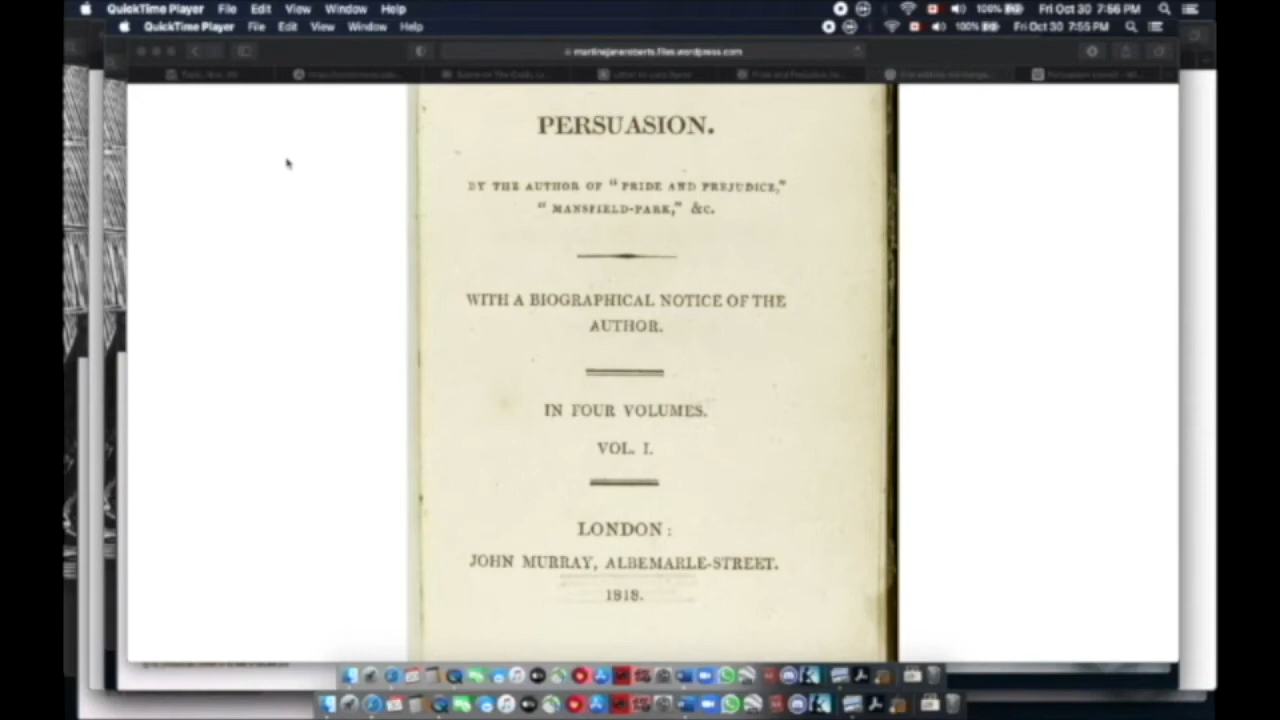 QuickTime Player File Edit View Window Help 100% Fri Oct 30 7:56 PM
QuickTime Player File Edit View Window Help 100% Fri Oct 30 7:55 PM
martinejaneroberts.files.wordpress.com
PERSUASION.
BY THE AUTHOR OF "PRIDE AND PREJUDICE,"
"MANSFIELD-PARK," &c.
WITH A BIOGRAPHICAL NOTICE OF THE
AUTHOR.
IN FOUR VOLUMES.
VOL. I.
LONDON:
JOHN MURRAY, ALBEMARLE-STREET.
1818.